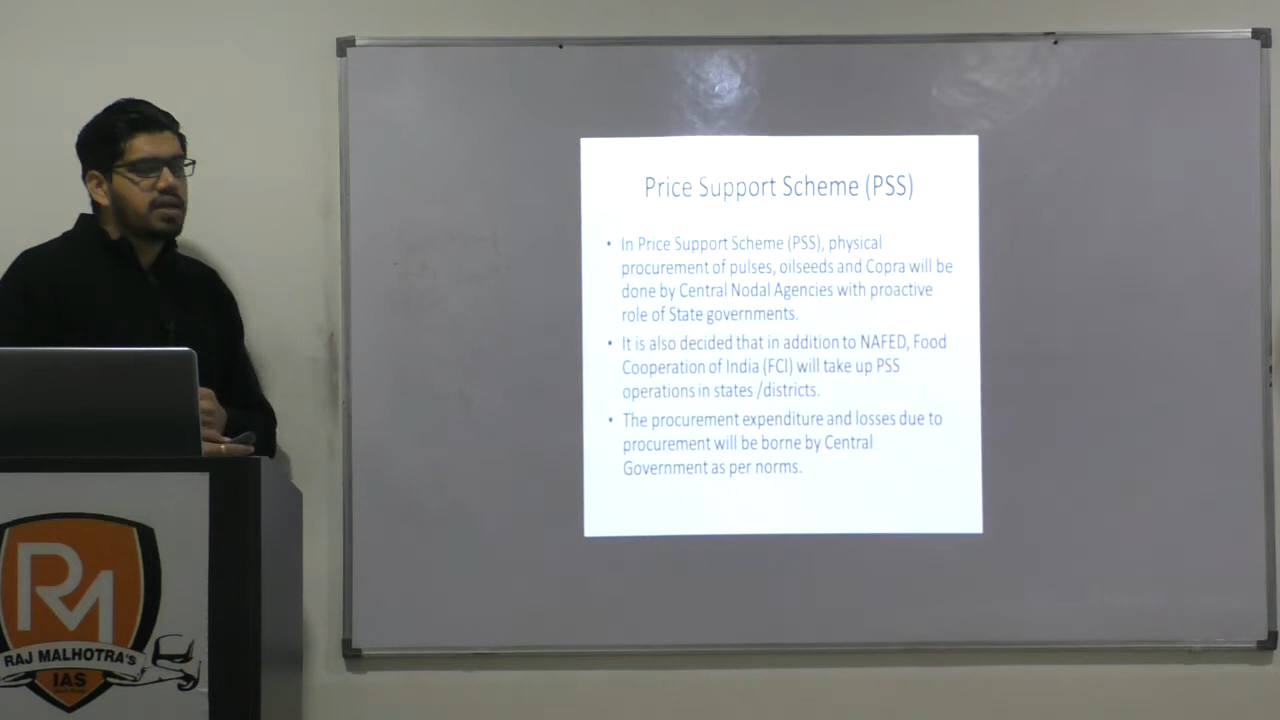 Price Support Scheme (PSS)
• In Price Support Scheme (PSS), physical
procurement of pulses, oilseeds and Copra will be
done by Central Nodal Agencies with proactive
role of State governments.
• It is also decided that in addition to NAFED, Food
Cooperation of India (FCI) will take up PSS
operations in states /districts.
• The procurement expenditure and losses due to
procurement will be borne by Central
Government as per norms.
RM
RAJ MALHOTRA'S
IAS